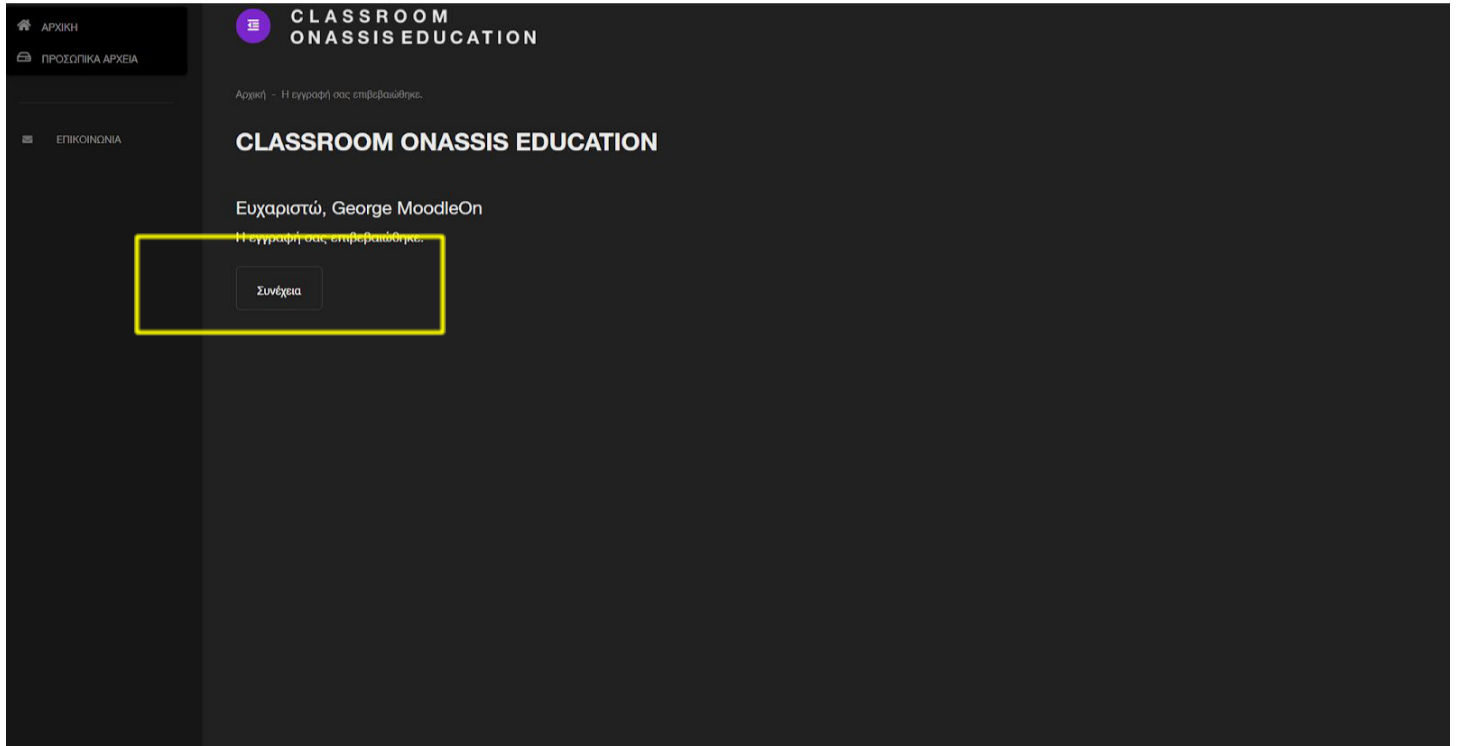 ΑΡΧΙΚΗ
ΠΡΟΣΩΠΙΚΑ ΑΡΧΕΙΑ
ΕΠΙΚΟΙΝΩΝΙΑ
CLASSROOM
ONASSIS EDUCATION
Αρχική - Η εγγραφή σας επιβεβαιώθηκε.
CLASSROOM ONASSIS EDUCATION
Ευχαριστώ, George MoodleOn
Η εγγραφή σας επιβεβαιώθηκε.
Συνέχεια